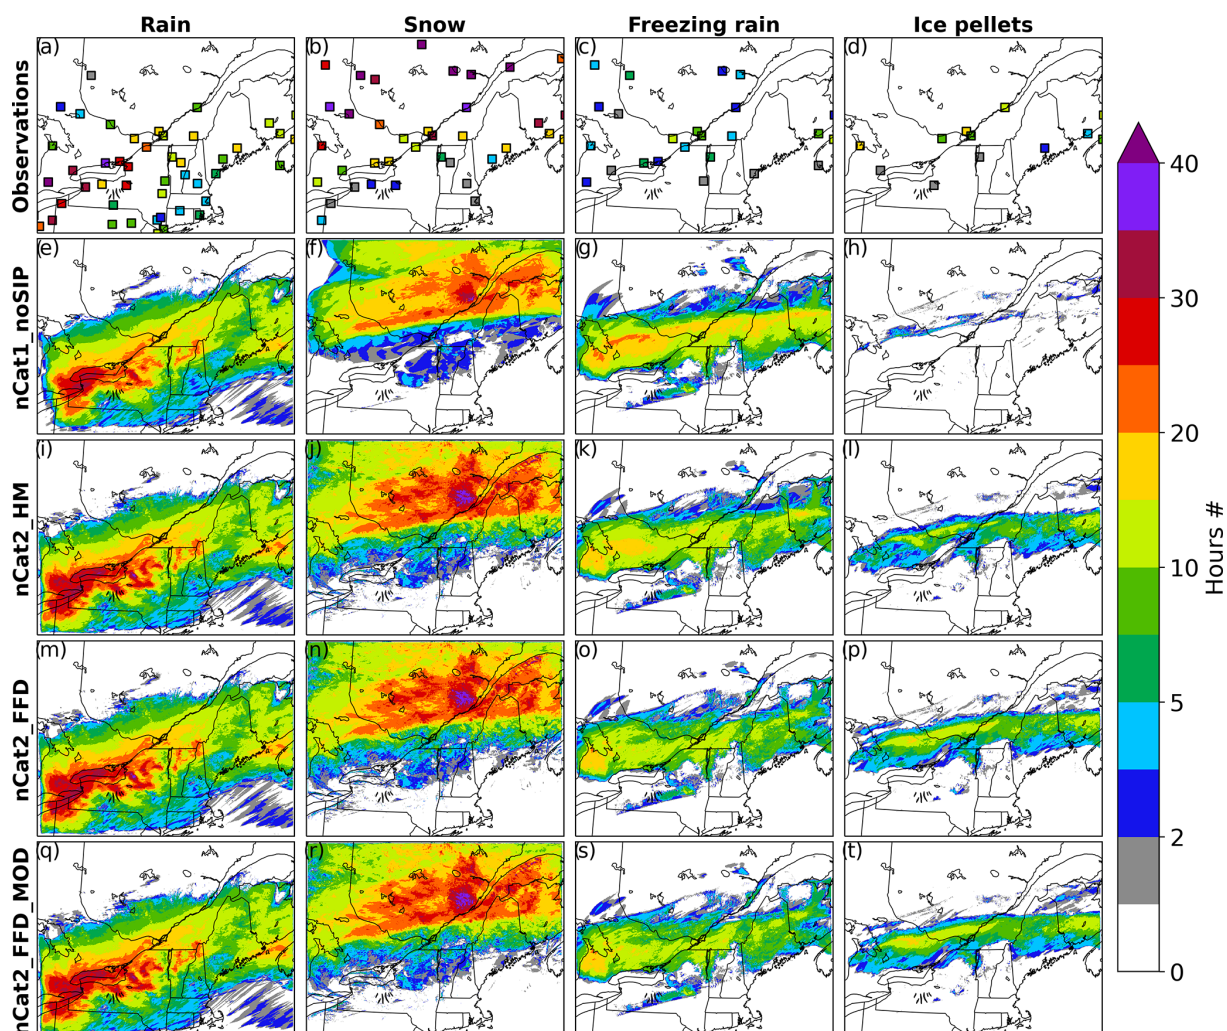 Rain Snow Freezing rain Ice pellets
Observations
(a) (b) (c) (d)
nCat1_noSIP
(e) (f) (g) (h)
nCat2_HM
(i) (j) (k) (l)
nCat2_FFD
(m) (n) (o) (p)
nCat2_FFD_MOD
(q) (r) (s) (t)
40
30
20
10
5
2
0
Hours #